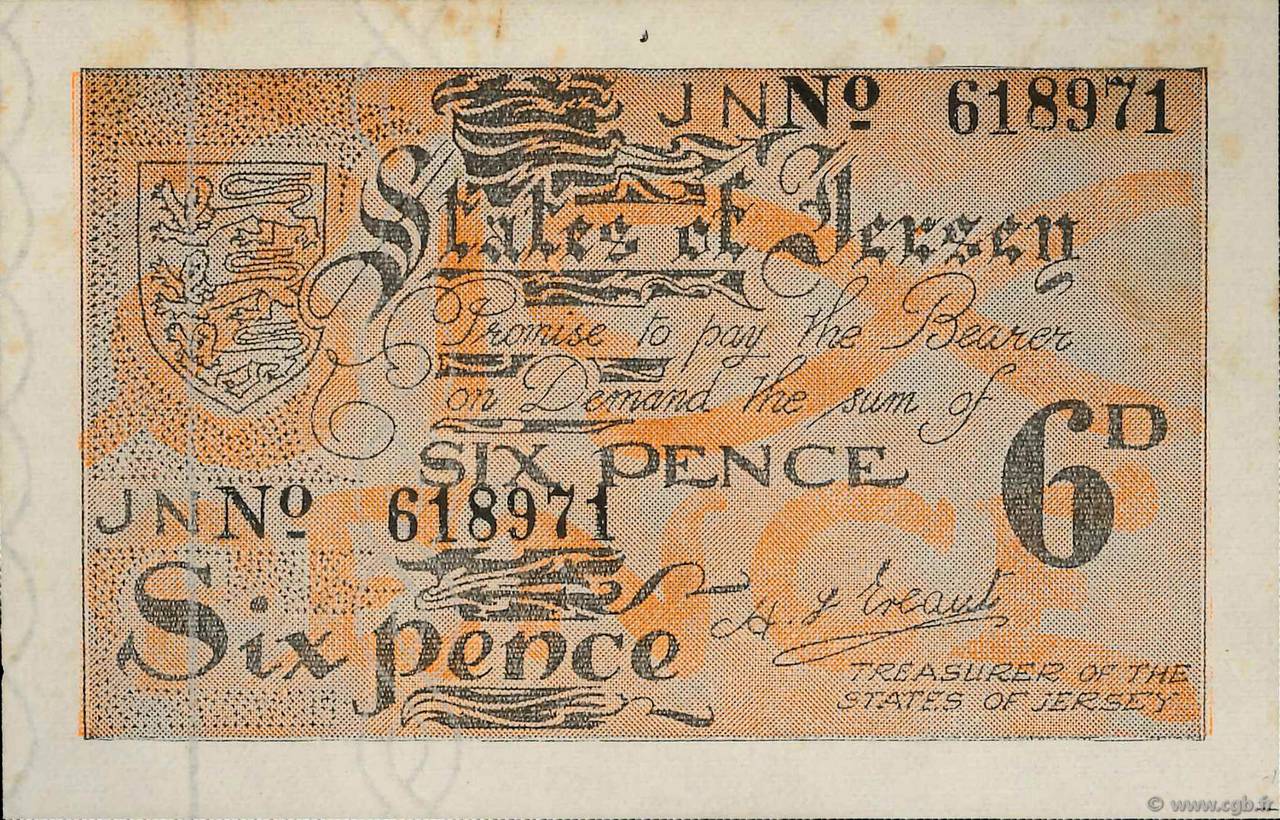 JN No 618971
States of Jersey
Promise to pay the Bearer
on Demand the sum of
SIX PENCE
6D
JN No 618971
Six pence
TREASURER OF THE
STATES OF JERSEY
© www.cgb.fr